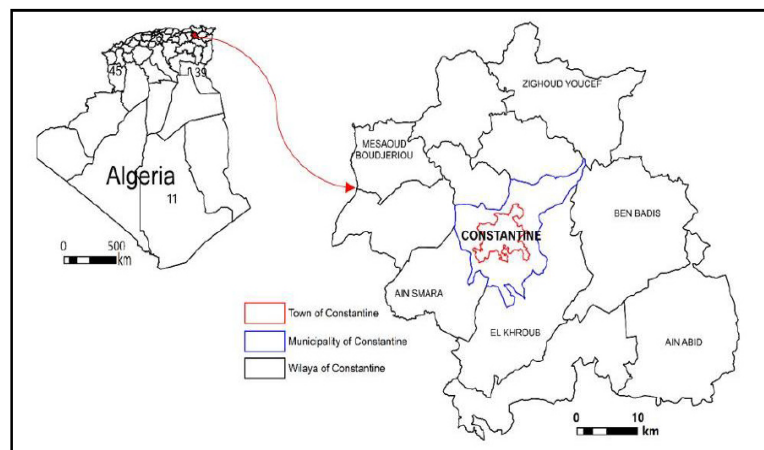 45
39
Algeria
11
0 500
km
ZIGHOUD YOUCEF
MESAOUD
BOUDJERIOU
BEN BADIS
CONSTANTINE
AIN SMARA
EL KHROUB
AIN ABID
Town of Constantine
Municipality of Constantine
Wilaya of Constantine
0 10
km